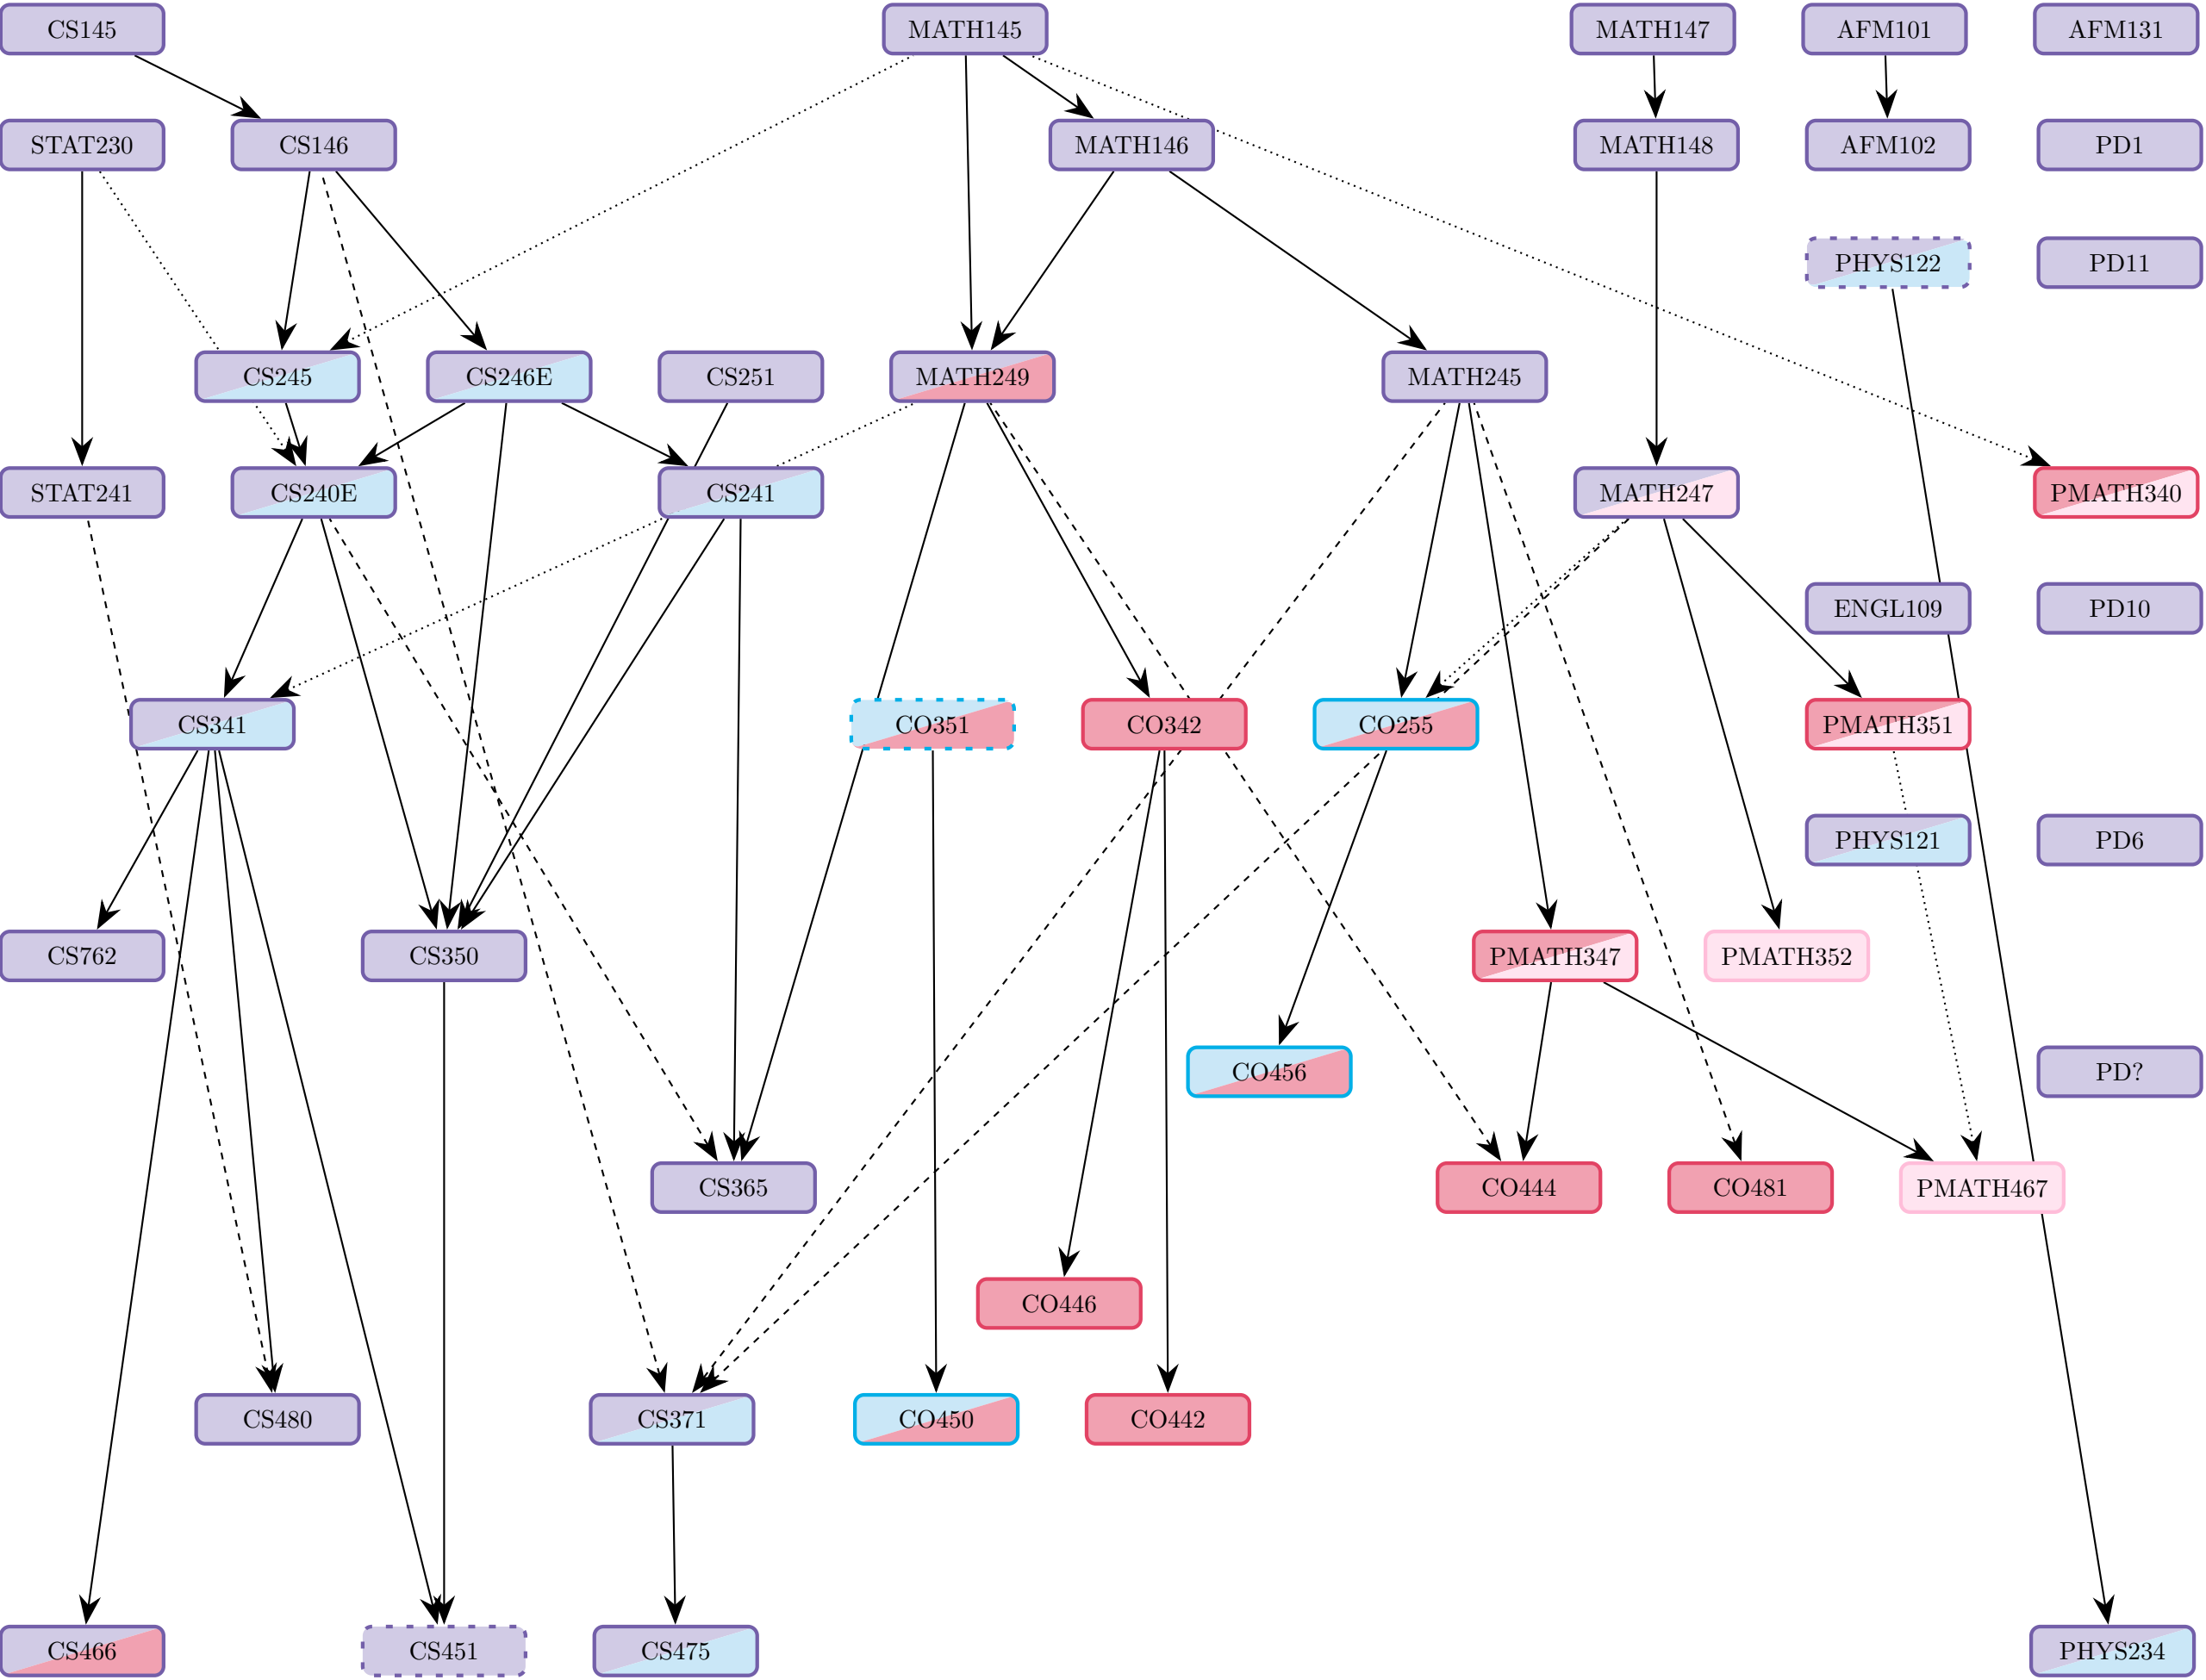 CS145
MATH145
MATH147
AFM101
AFM131
STAT230
CS146
MATH146
MATH148
AFM102
PD1
PHYS122
PD11
CS245
CS246E
CS251
MATH249
MATH245
STAT241
CS240E
CS241
MATH247
PMATH340
ENGL109
PD10
CS341
CO351
CO342
CO255
PMATH351
PHYS121
PD6
CS762
CS350
PMATH347
PMATH352
CO456
PD?
CS365
CO444
CO481
PMATH467
CO446
CS480
CS371
CO450
CO442
CS466
CS451
CS475
PHYS234